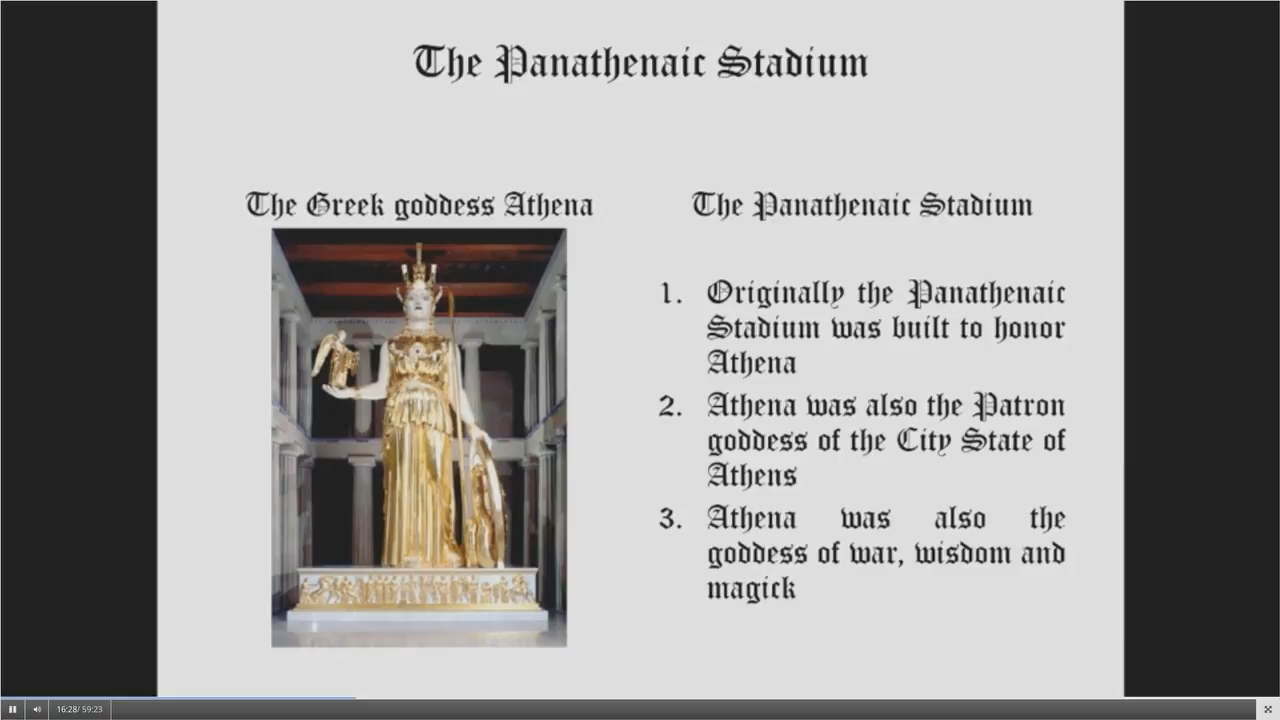 The Panathenaic Stadium
The Greek goddess Athena
The Panathenaic Stadium
1. Originally the Panathenaic
Stadium was built to honor
Athena
2. Athena was also the Patron
goddess of the City State of
Athens
3. Athena was also the
goddess of war, wisdom and
magick
16:28/ 59:23